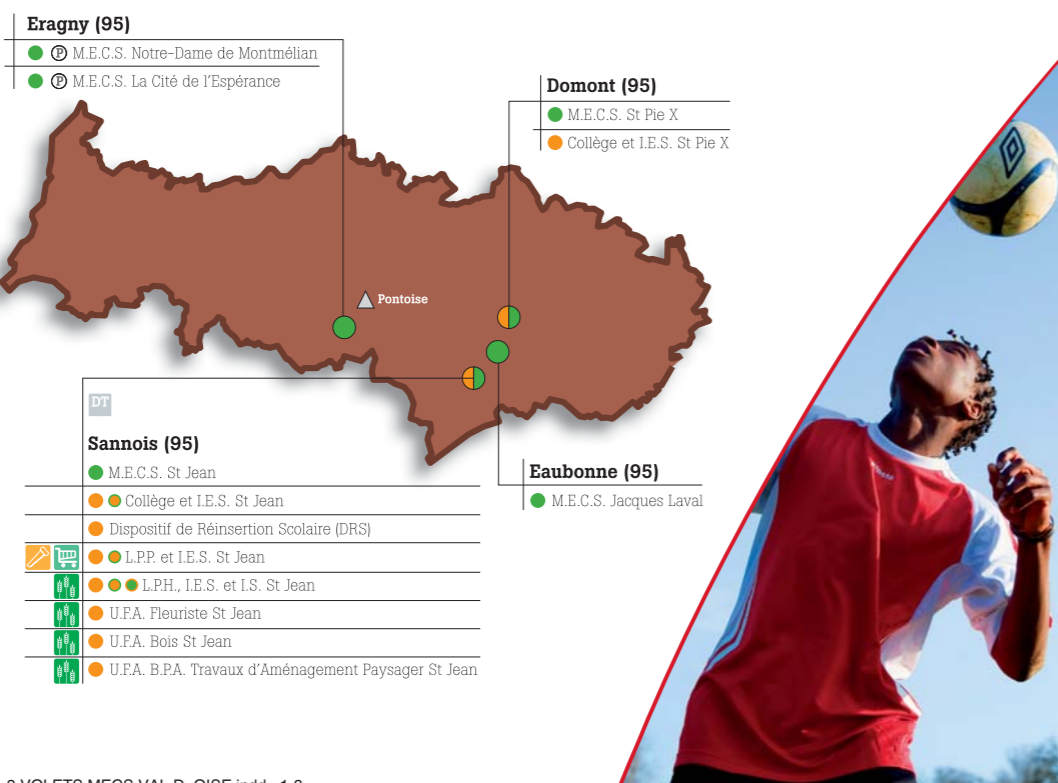 Eragny (95)
P M.E.C.S. Notre-Dame de Montmélian
P M.E.C.S. La Cité de l'Espérance
Domont (95)
M.E.C.S. St Pie X
Collège et I.E.S. St Pie X
Pontoise
DT
Sannois (95)
M.E.C.S. St Jean
Collège et I.E.S. St Jean
Dispositif de Réinsertion Scolaire (DRS)
L.P.P. et I.E.S. St Jean
L.P.H., I.E.S. et I.S. St Jean
U.F.A. Fleuriste St Jean
U.F.A. Bois St Jean
U.F.A. B.P.A. Travaux d'Aménagement Paysager St Jean
Eaubonne (95)
M.E.C.S. Jacques Laval